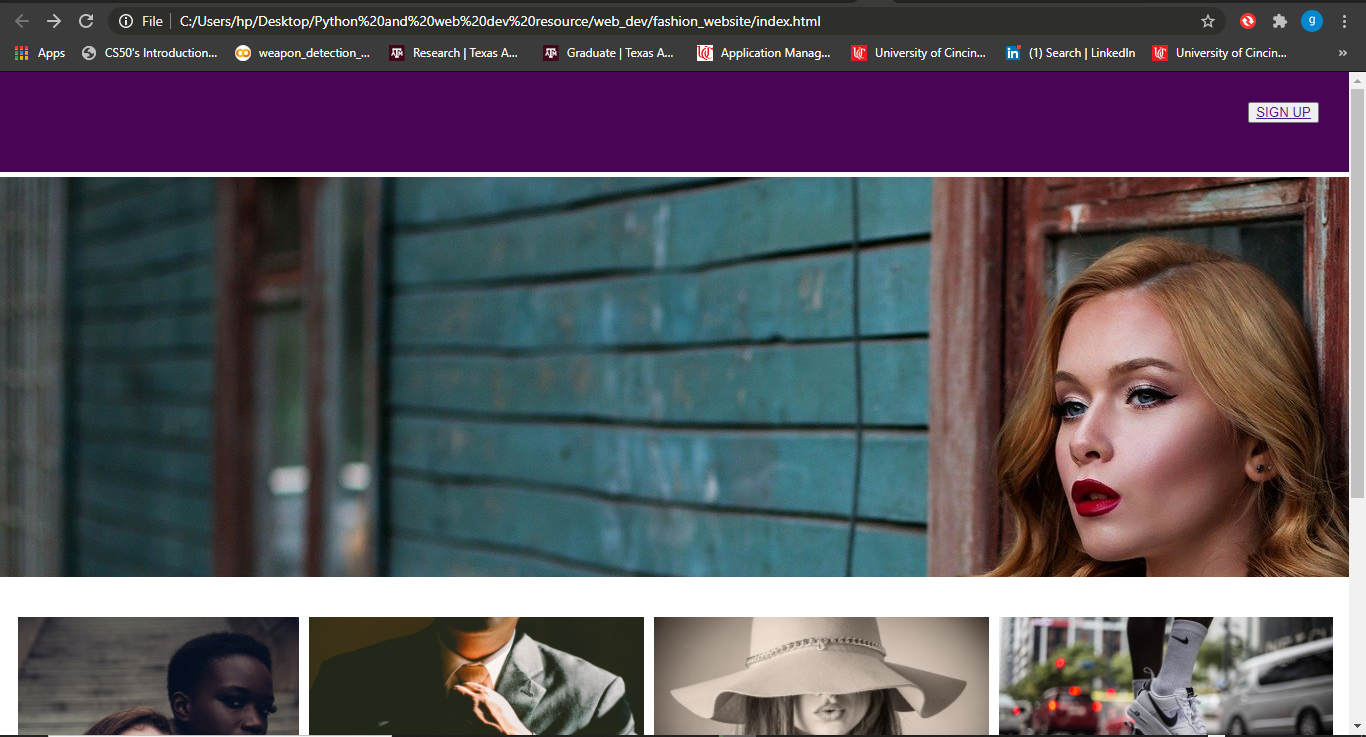 File C:/Users/hp/Desktop/Python%20and%20web%20dev%20resource/web_dev/fashion_website/index.html g
Apps CS50's Introduction... weapon_detection_... Research | Texas A... Graduate | Texas A... Application Manag... University of Cincin... (1) Search | LinkedIn University of Cincin... »
SIGN UP